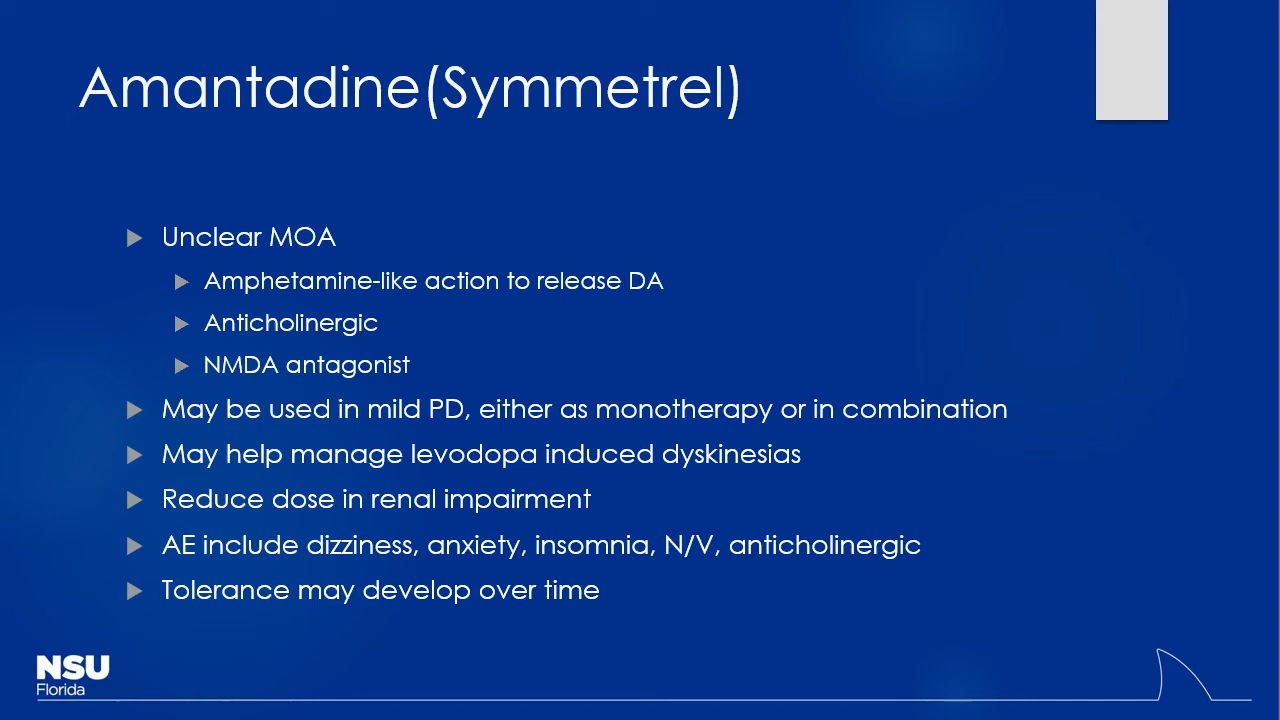 Amantadine(Symmetrel)
Unclear MOA
Amphetamine-like action to release DA
Anticholinergic
NMDA antagonist
May be used in mild PD, either as monotherapy or in combination
May help manage levodopa induced dyskinesias
Reduce dose in renal impairment
AE include dizziness, anxiety, insomnia, N/V, anticholinergic
Tolerance may develop over time
NSU
Florida